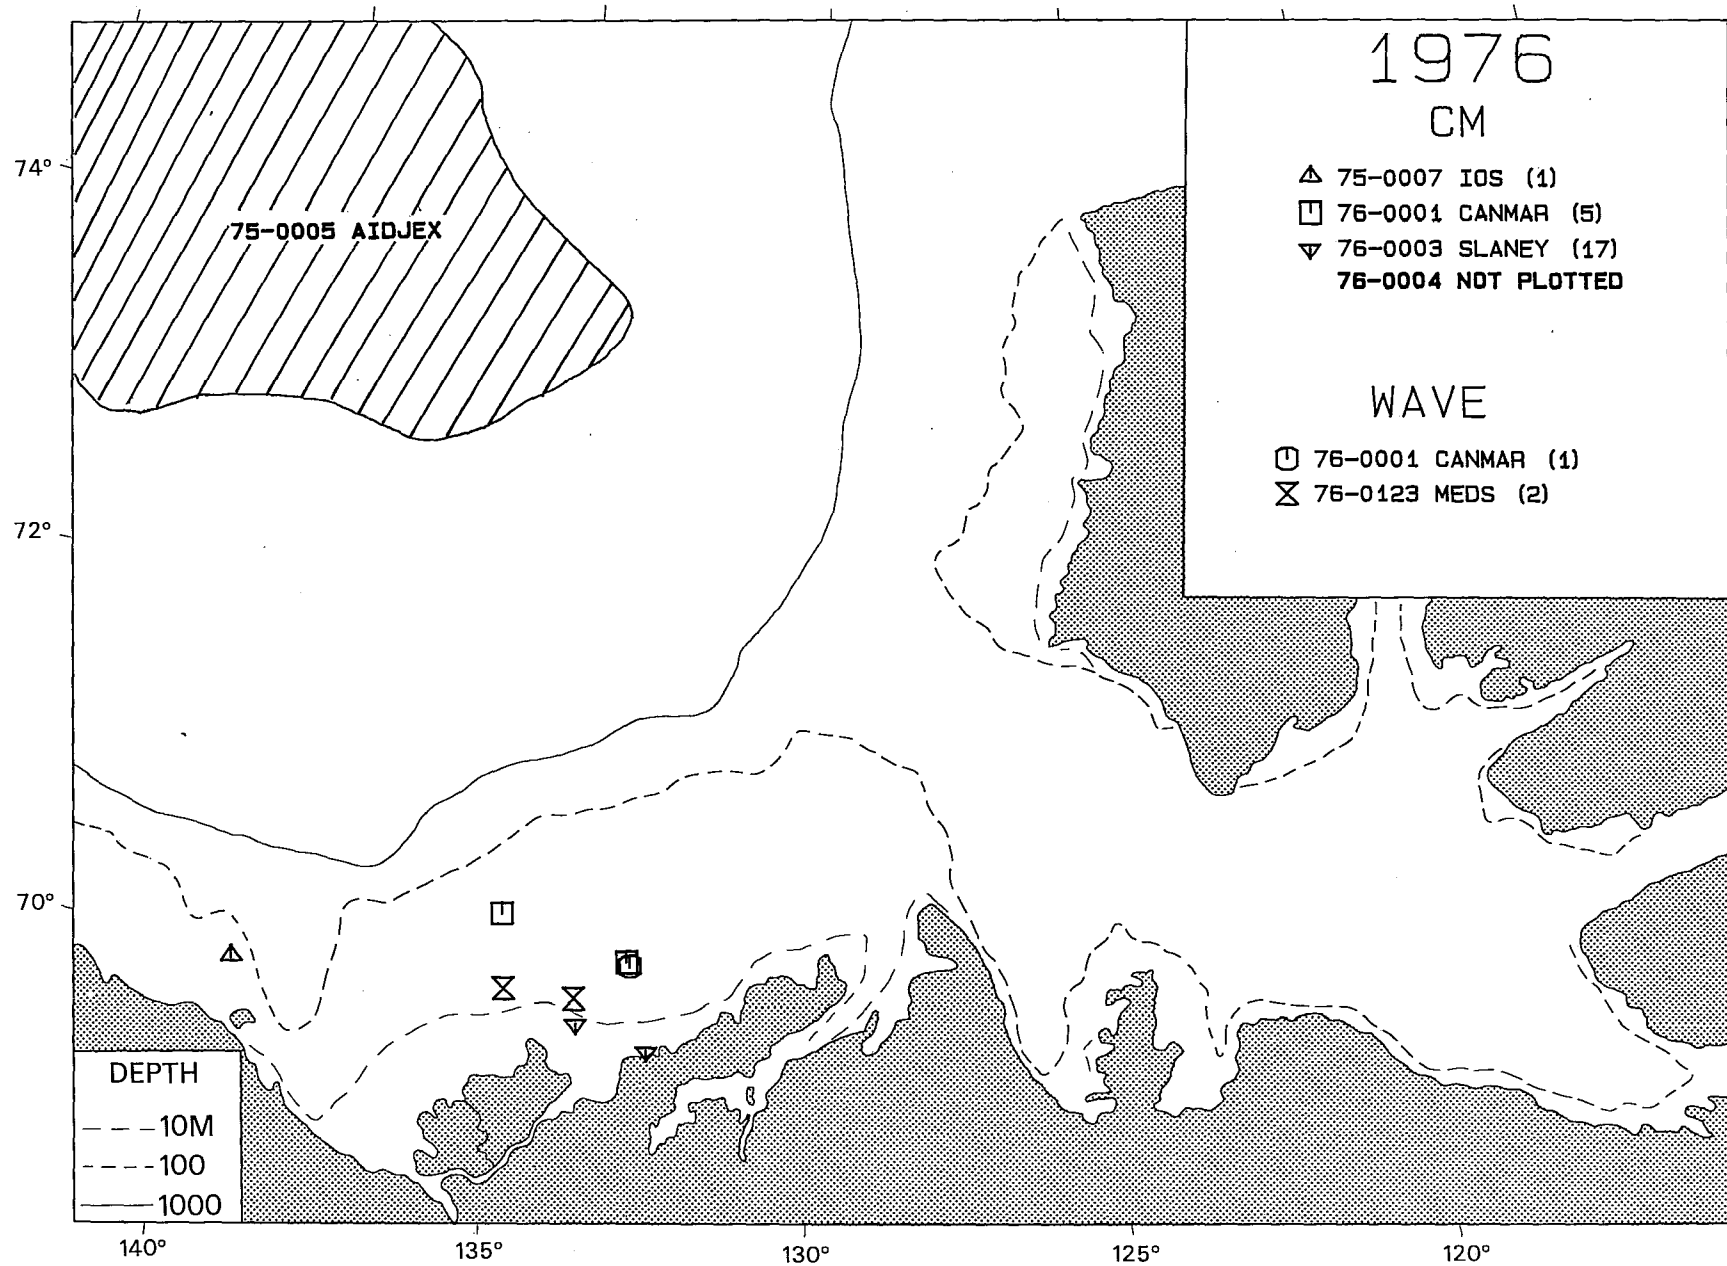 1976
CM
75-0007 IOS (1)
76-0001 CANMAR (5)
76-0003 SLANEY (17)
76-0004 NOT PLOTTED
WAVE
76-0001 CANMAR (1)
76-0123 MEDS (2)
75-0005 AIDJEX
74°
72°
70°
DEPTH
10M
100
1000
140°
135°
130°
125°
120°